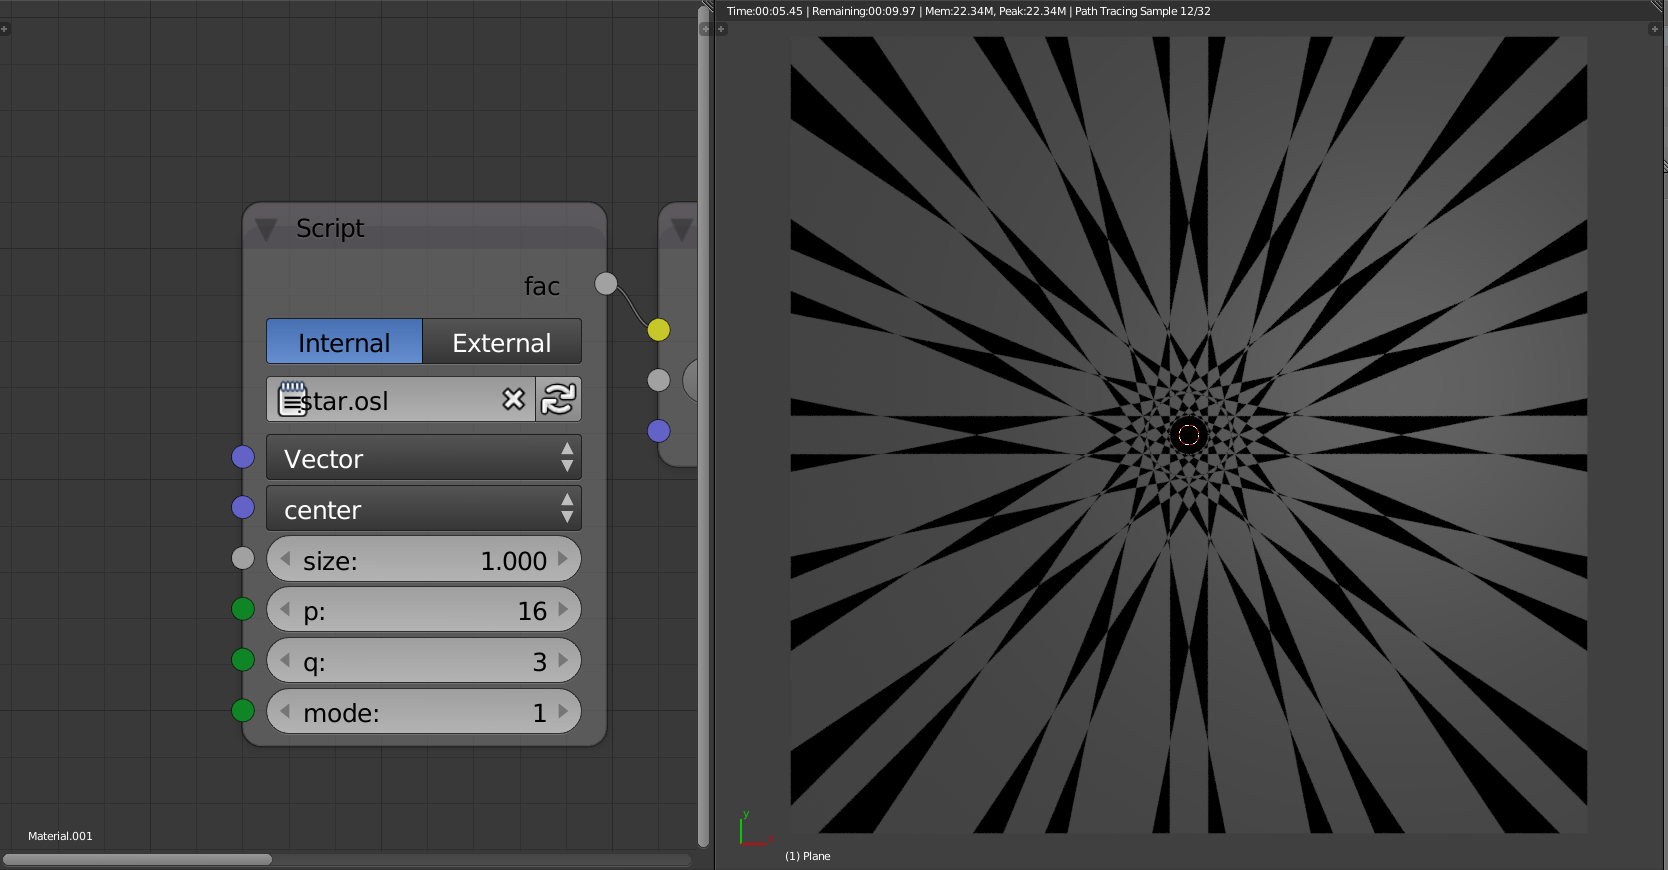 Time:00:05.45 | Remaining:00:09.97 | Mem:22.34M, Peak:22.34M | Path Tracing Sample 12/32
Script
fac
Internal External
star.osl
Vector
center
size: 1.000
p: 16
q: 3
mode: 1
Material.001
y
x
(1) Plane